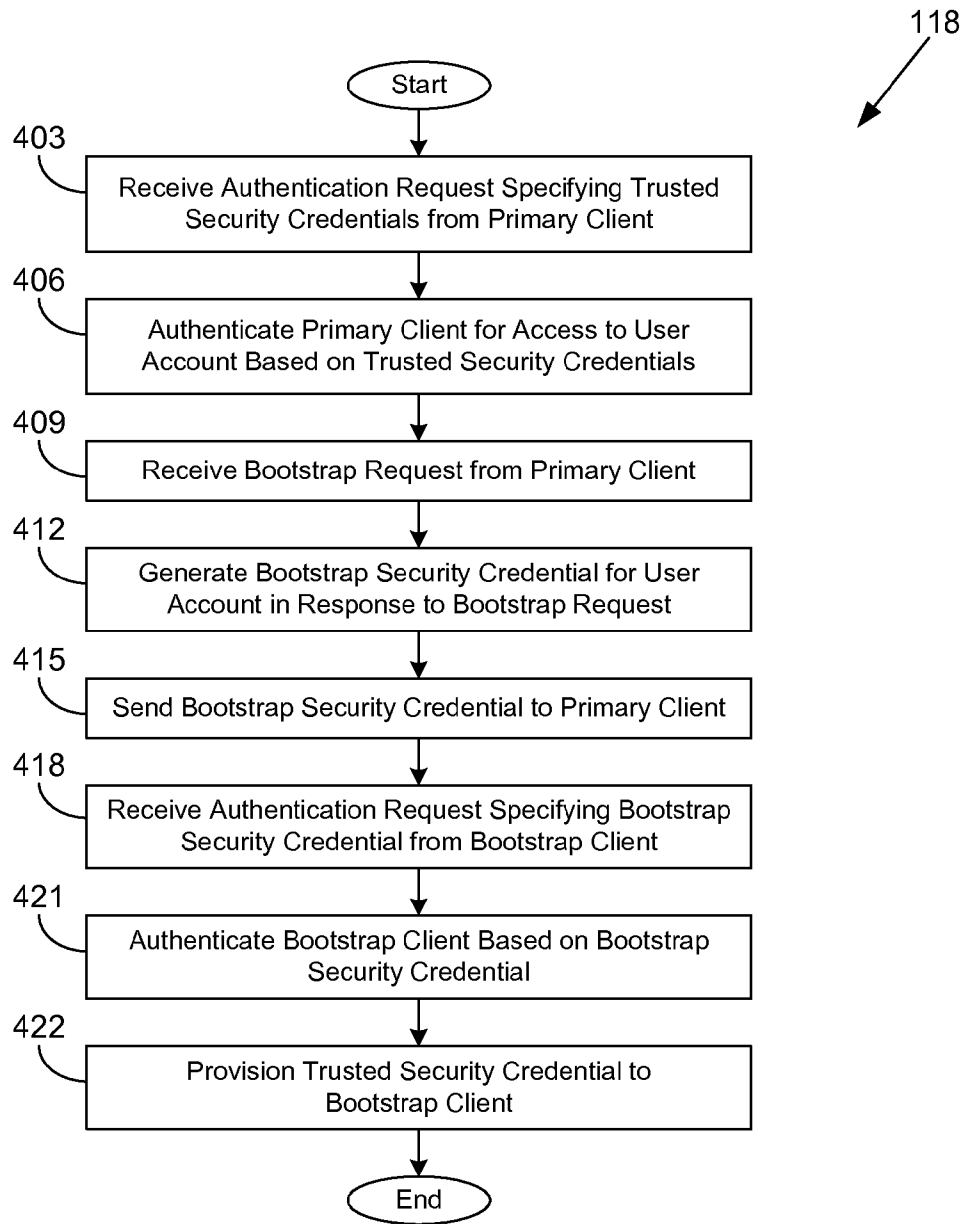 118
Start
403
Receive Authentication Request Specifying Trusted
Security Credentials from Primary Client
406
Authenticate Primary Client for Access to User
Account Based on Trusted Security Credentials
409
Receive Bootstrap Request from Primary Client
412
Generate Bootstrap Security Credential for User
Account in Response to Bootstrap Request
415
Send Bootstrap Security Credential to Primary Client
418
Receive Authentication Request Specifying Bootstrap
Security Credential from Bootstrap Client
421
Authenticate Bootstrap Client Based on Bootstrap
Security Credential
422
Provision Trusted Security Credential to
Bootstrap Client
End